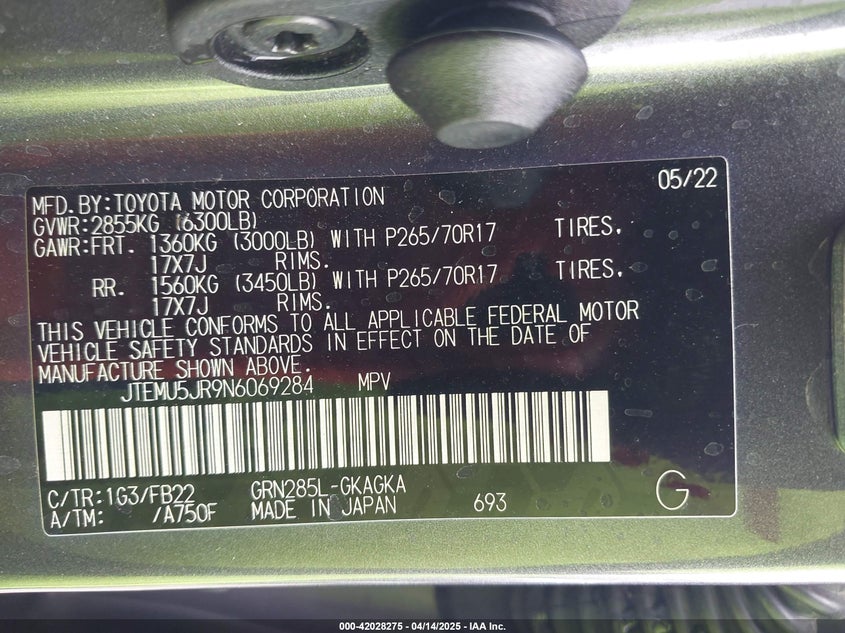 05/22
MFD.BY:TOYOTA MOTOR CORPORATION
GVWR:2855KG (6300LB)
GAWR:FRT. 1360KG (3000LB) WITH P265/70R17 TIRES,
17X7J RIMS.
RR. 1560KG (3450LB) WITH P265/70R17 TIRES,
17X7J RIMS.
THIS VEHICLE CONFORMS TO ALL APPLICABLE FEDERAL MOTOR
VEHICLE SAFETY STANDARDS IN EFFECT ON THE DATE OF
MANUFACTURE SHOWN ABOVE.
JTEMU5JR9N6069284 MPV
C/TR:1G3/FB22 GRN285L-GKAGKA
A/TM: /A750F MADE IN JAPAN 693 G
000-42028275 - 04/14/2025 - IAA Inc.